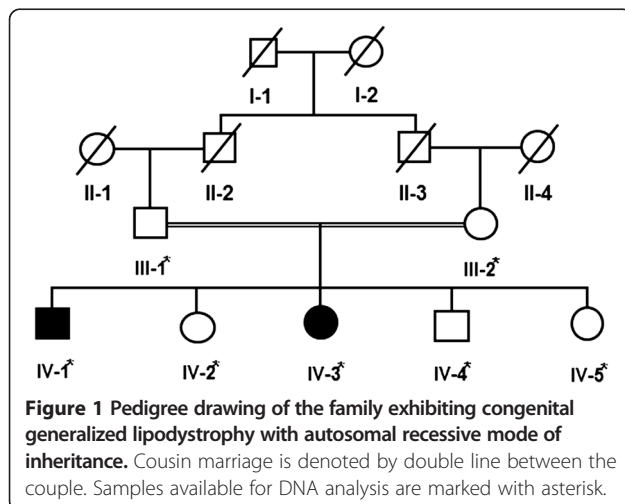 I-1 I-2
II-1 II-2 II-3 II-4
III-1* III-2*
IV-1* IV-2* IV-3* IV-4* IV-5*
Figure 1 Pedigree drawing of the family exhibiting congenital
generalized lipodystrophy with autosomal recessive mode of
inheritance. Cousin marriage is denoted by double line between the
couple. Samples available for DNA analysis are marked with asterisk.